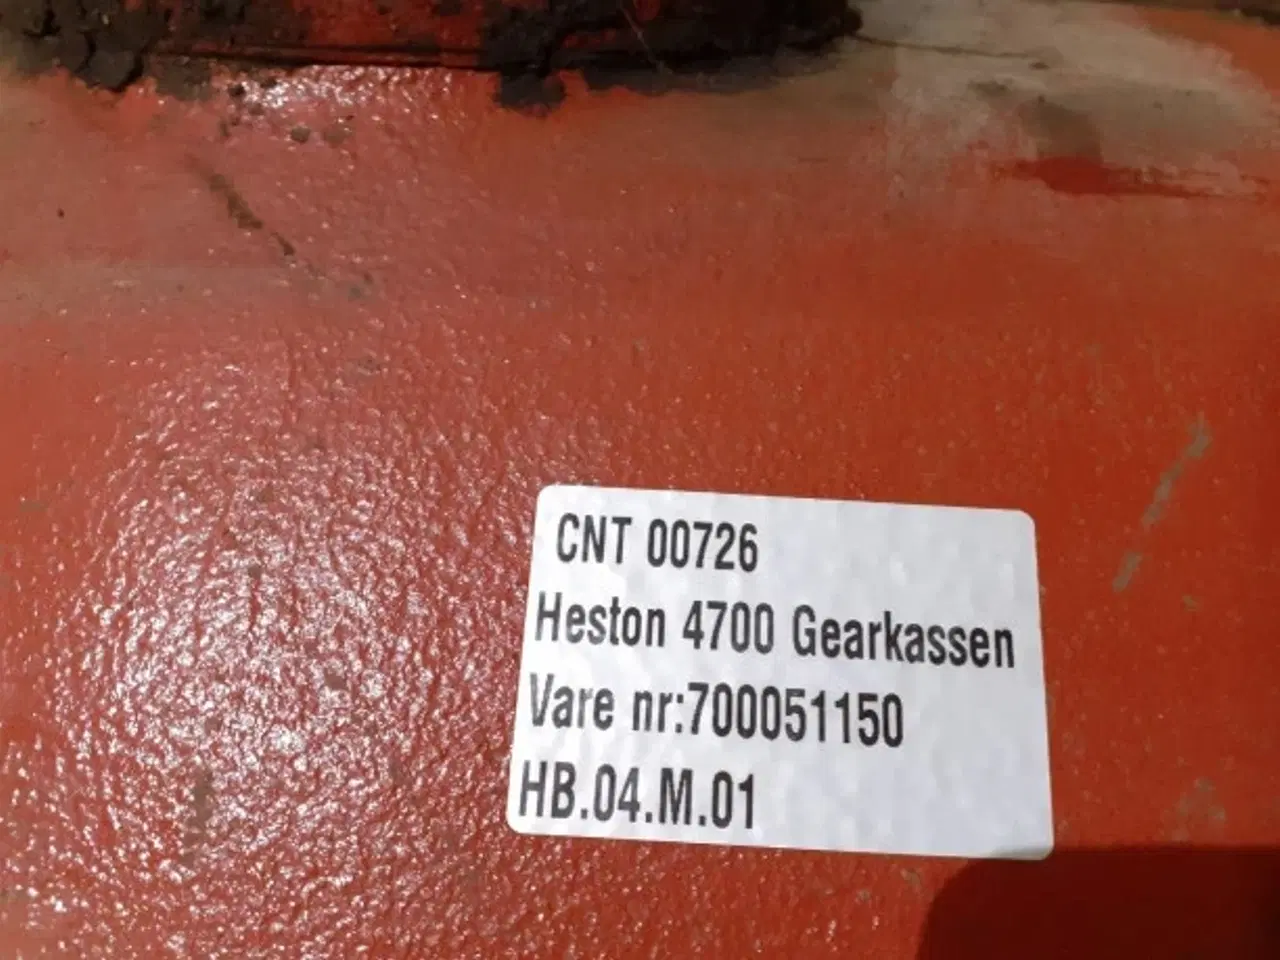 CNT 00726
Heston 4700 Gearkassen
Vare nr:700051150
HB.04.M.01